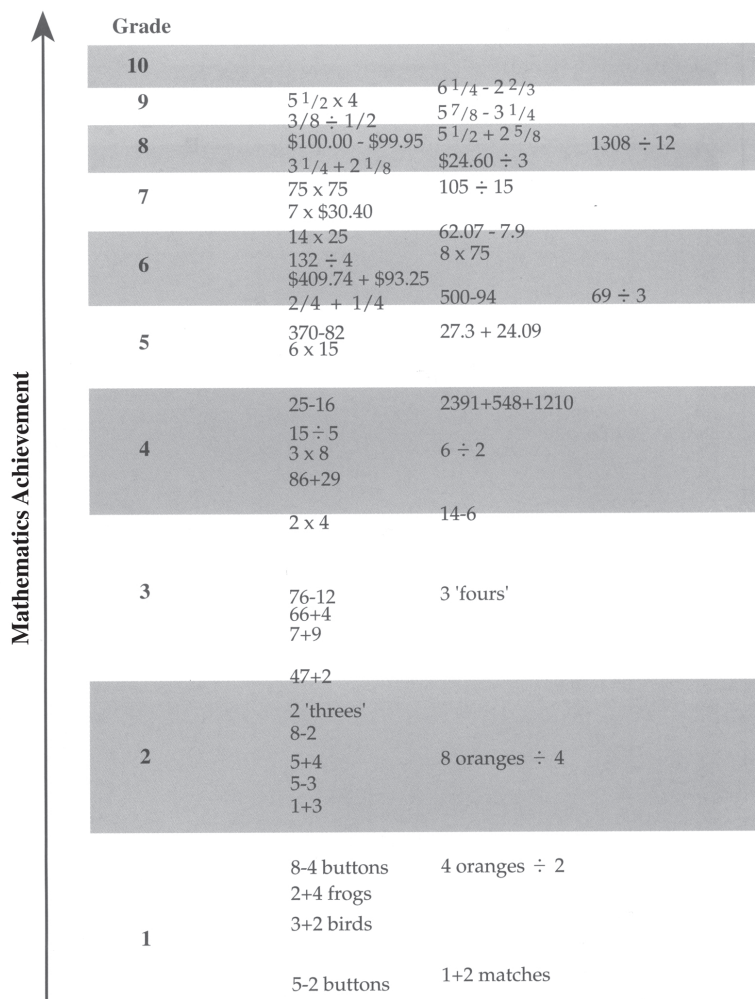 Grade
10
6 1/4 - 2 2/3
9
5 1/2 x 4
5 7/8 - 3 1/4
3/8 ÷ 1/2
5 1/2 + 2 5/8
8
$100.00 - $99.95
1308 ÷ 12
3 1/4 + 2 1/8
$24.60 ÷ 3
75 x 75
105 ÷ 15
7
7 x $30.40
14 x 25
62.07 - 7.9
6
132 ÷ 4
8 x 75
$409.74 + $93.25
2/4 + 1/4
500-94
69 ÷ 3
370-82
27.3 + 24.09
5
6 x 15
25-16
2391+548+1210
15 ÷ 5
4
3 x 8
6 ÷ 2
86+29
2 x 4
14-6
3
76-12
3 'fours'
66+4
7+9
47+2
2 'threes'
8-2
2
5+4
8 oranges ÷ 4
5-3
1+3
8-4 buttons
4 oranges ÷ 2
2+4 frogs
3+2 birds
1
5-2 buttons
1+2 matches
Mathematics Achievement